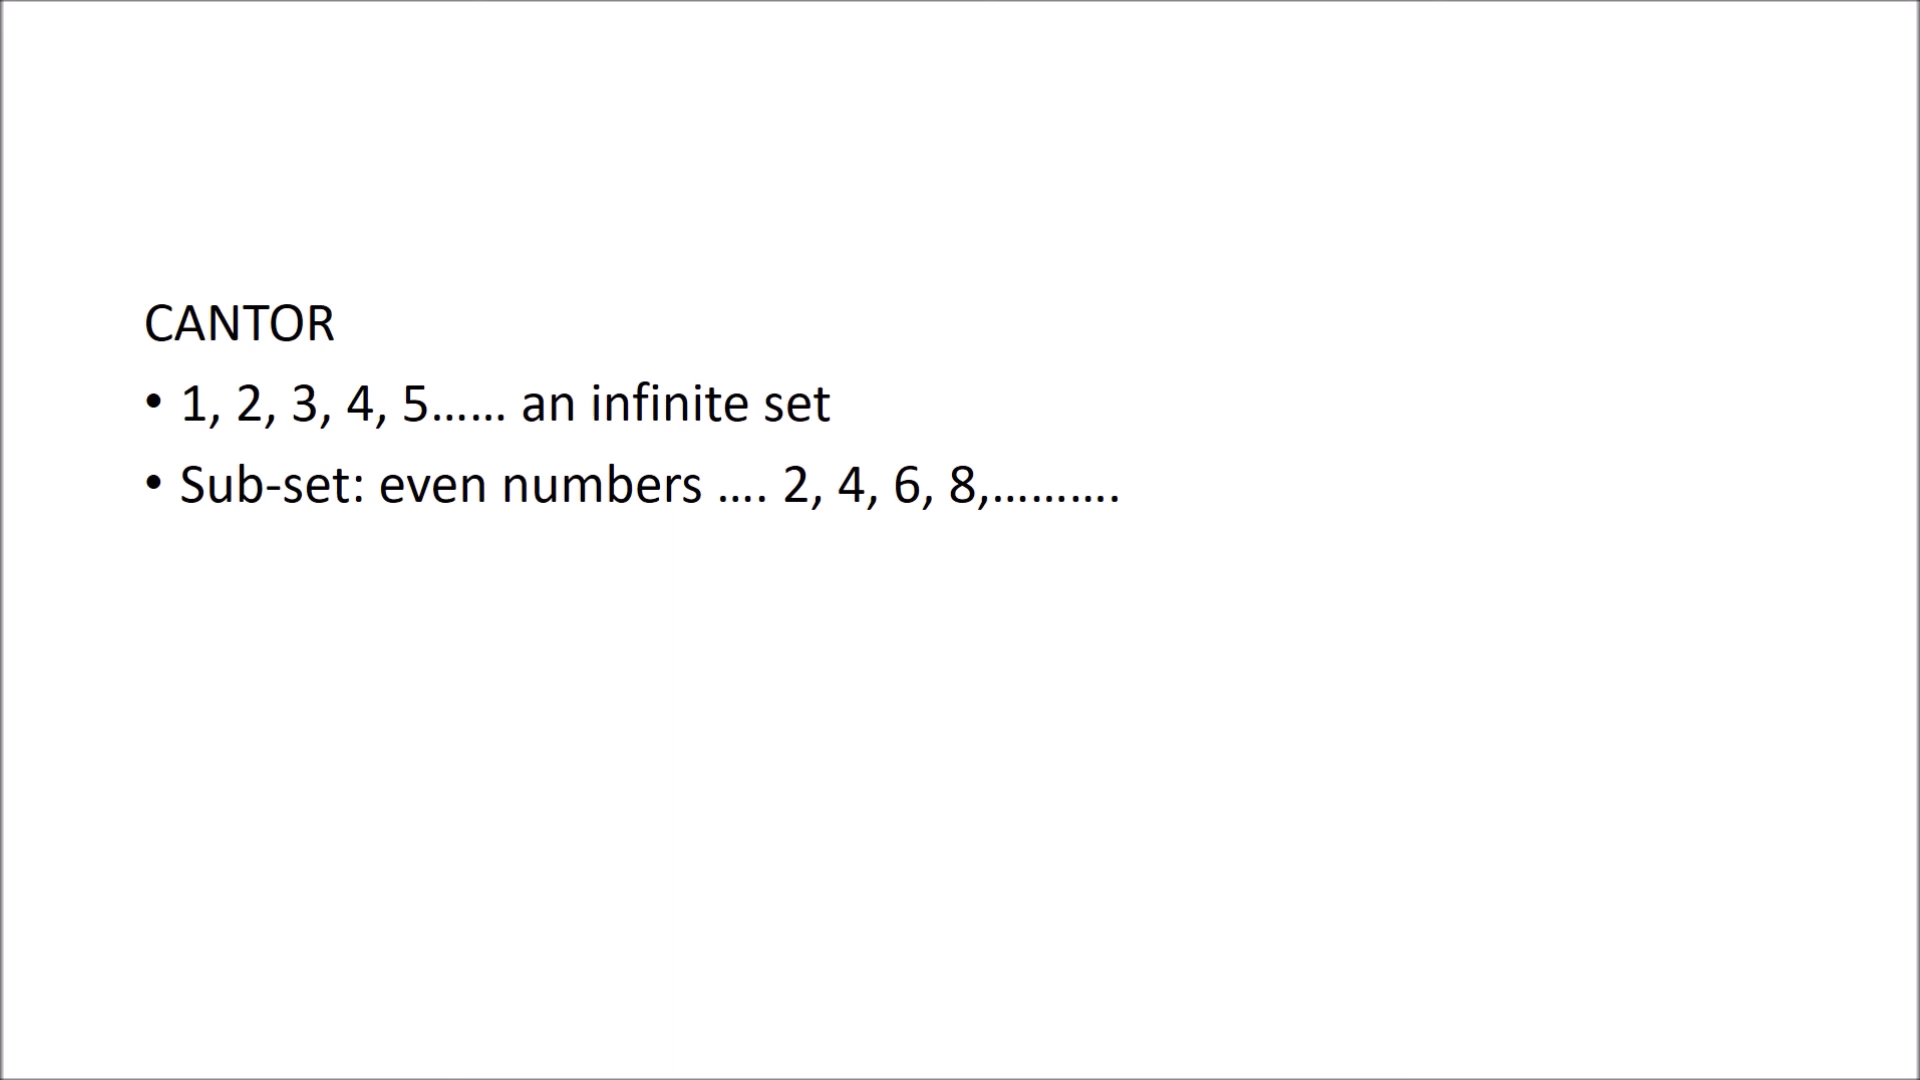 CANTOR
• 1, 2, 3, 4, 5…… an infinite set
• Sub-set: even numbers …. 2, 4, 6, 8,……….